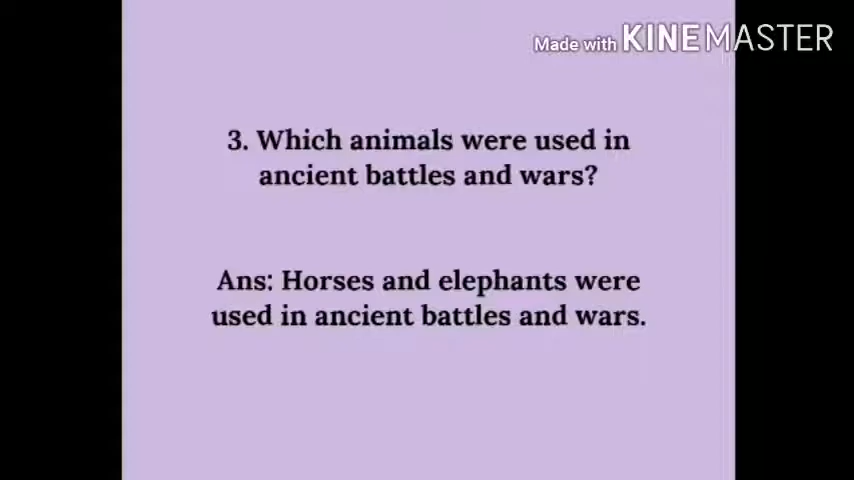 Made with KINEMASTER
3. Which animals were used in
ancient battles and wars?
Ans: Horses and elephants were
used in ancient battles and wars.